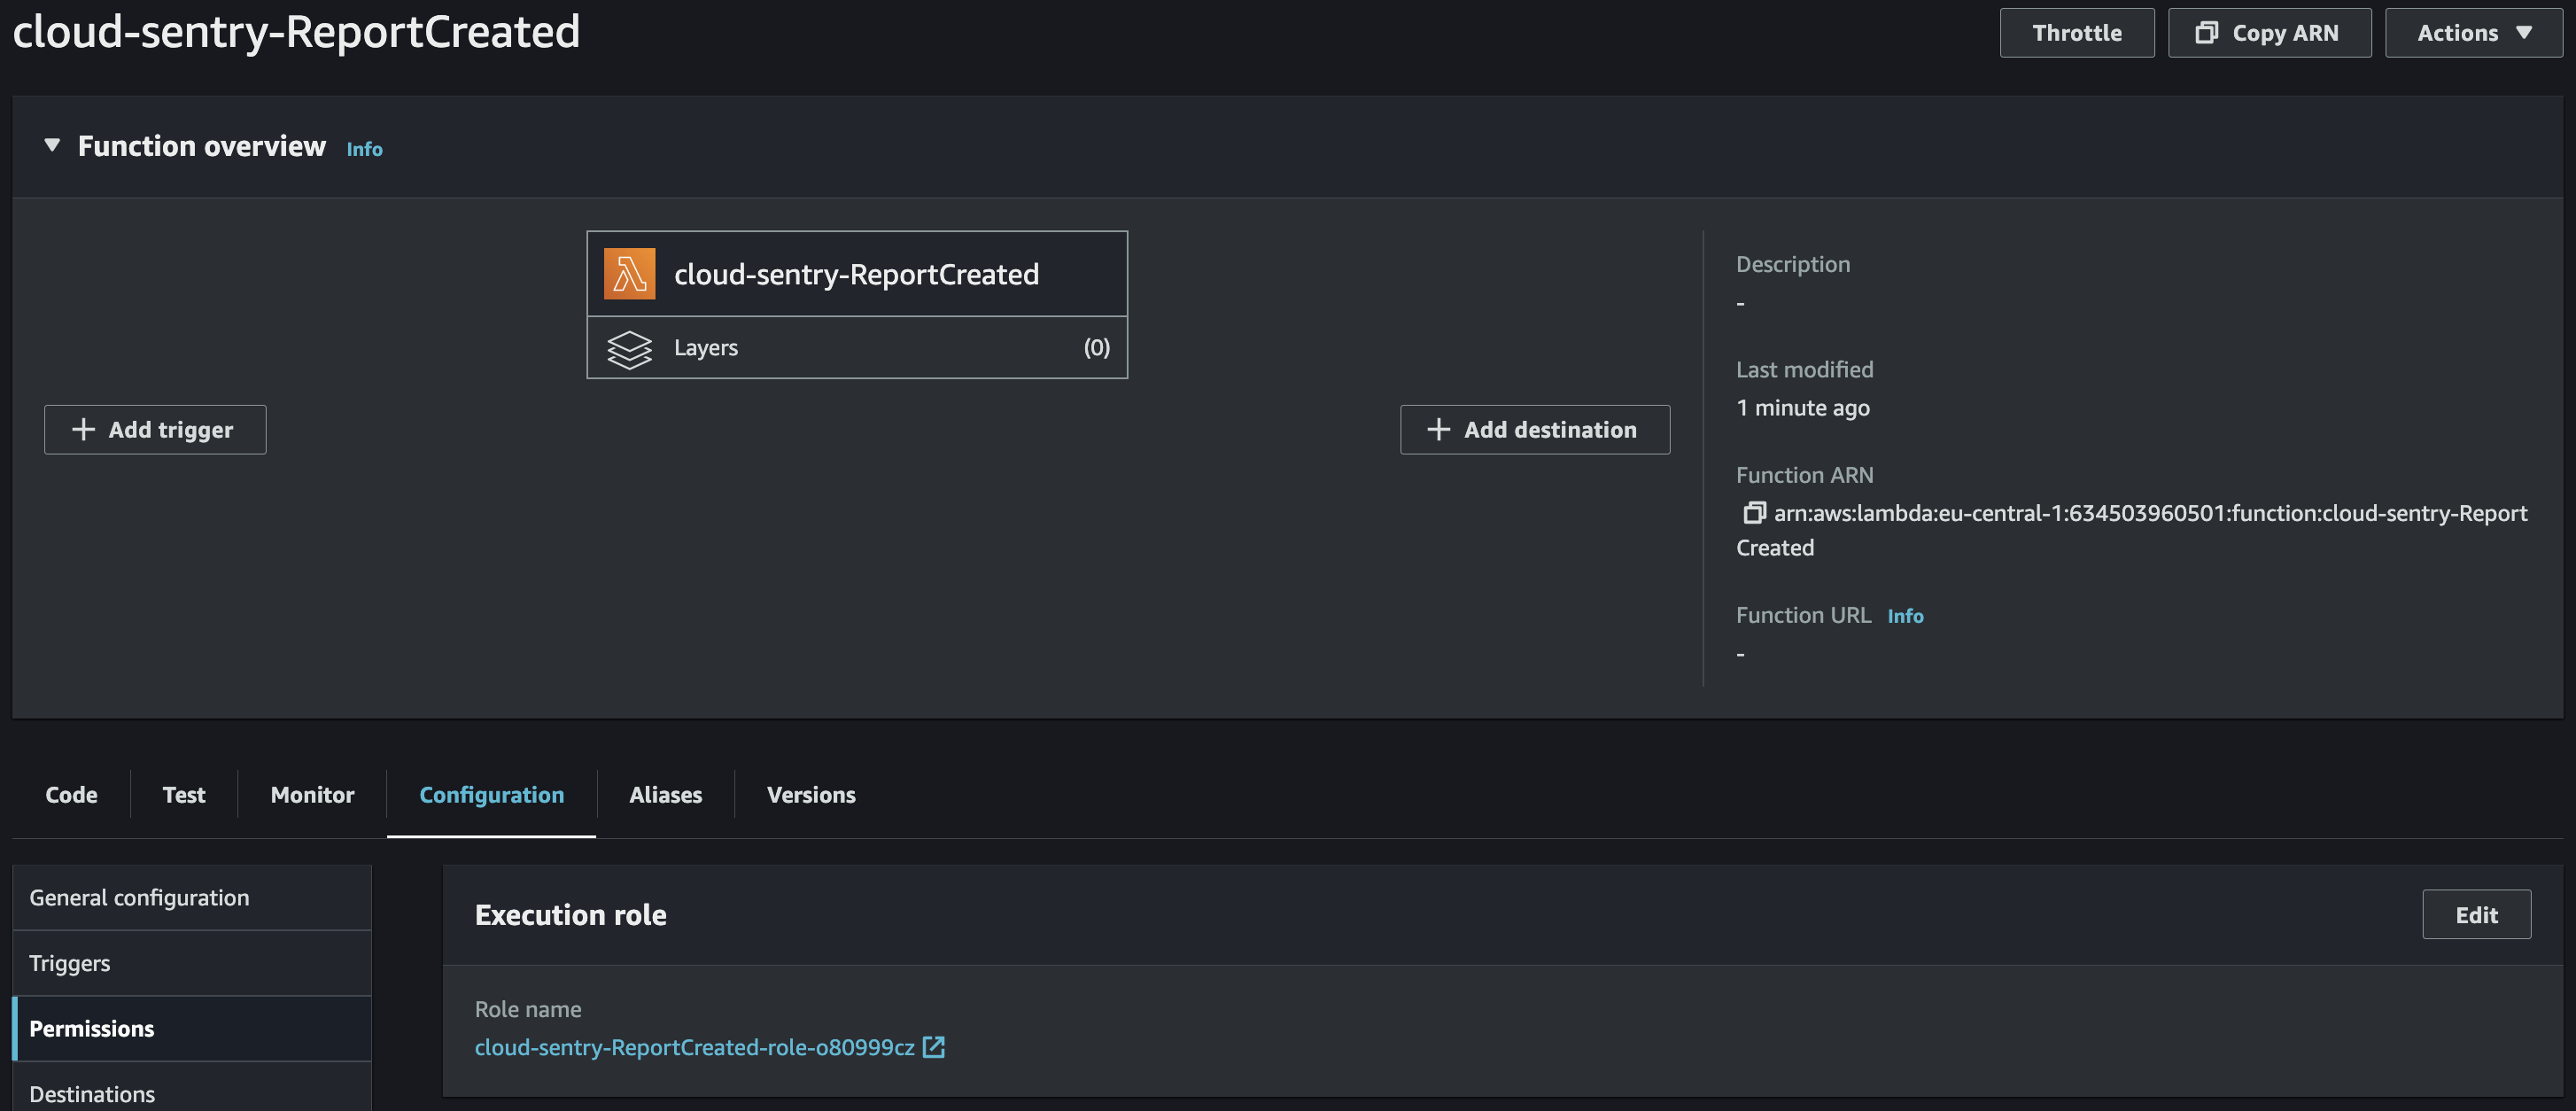 cloud-sentry-ReportCreated
Throttle
Copy ARN
Actions
Function overview Info
cloud-sentry-ReportCreated
Layers (0)
Add trigger
Add destination
Description
-
Last modified
1 minute ago
Function ARN
arn:aws:lambda:eu-central-1:634503960501:function:cloud-sentry-Report
Created
Function URL Info
-
Code
Test
Monitor
Configuration
Aliases
Versions
General configuration
Triggers
Permissions
Destinations
Execution role
Edit
Role name
cloud-sentry-ReportCreated-role-o80999cz